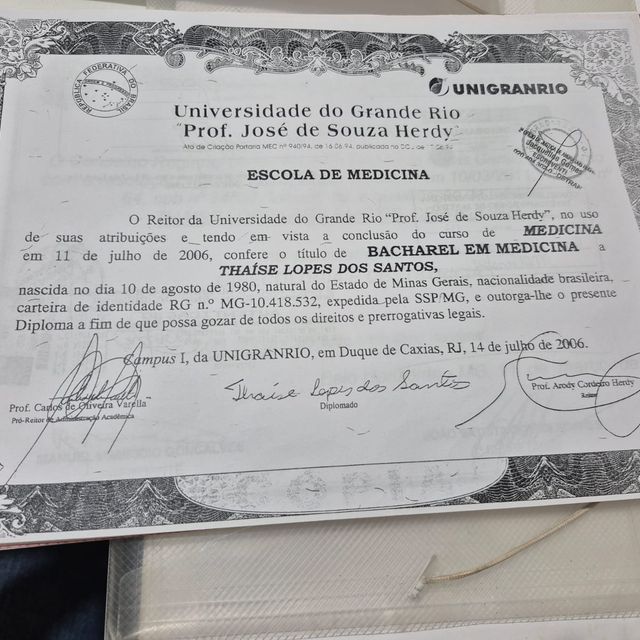 REPÚBLICA FEDERATIVA DO BRASIL
UNIGRANRIO
Universidade do Grande Rio
"Prof. José de Souza Herdy"
Ato de Criação Portaria MEC nº 940/94, de 16.06.94, publicada no
ESCOLA DE MEDICINA
O Reitor da Universidade do Grande Rio "Prof. José de Souza Herdy", no uso
de suas atribuições e tendo em vista a conclusão do curso de MEDICINA
em 11 de julho de 2006, confere o título de BACHAREL EM MEDICINA a
THAÍSE LOPES DOS SANTOS,
nascida no dia 10 de agosto de 1980, natural do Estado de Minas Gerais, nacionalidade brasileira,
carteira de identidade RG n.º MG-10.418.532, expedida pela SSP/MG, e outorga-lhe o presente
Diploma a fim de que possa gozar de todos os direitos e prerrogativas legais.
Campus I, da UNIGRANRIO, em Duque de Caxias, RJ, 14 de julho de 2006.
Thaíse Lopes dos Santos
Prof. Carlos de Oliveira Varella
Pró-Reitor de Administração Acadêmica
Diplomado
Prof. Arody Cordeiro Herdy
Reitor